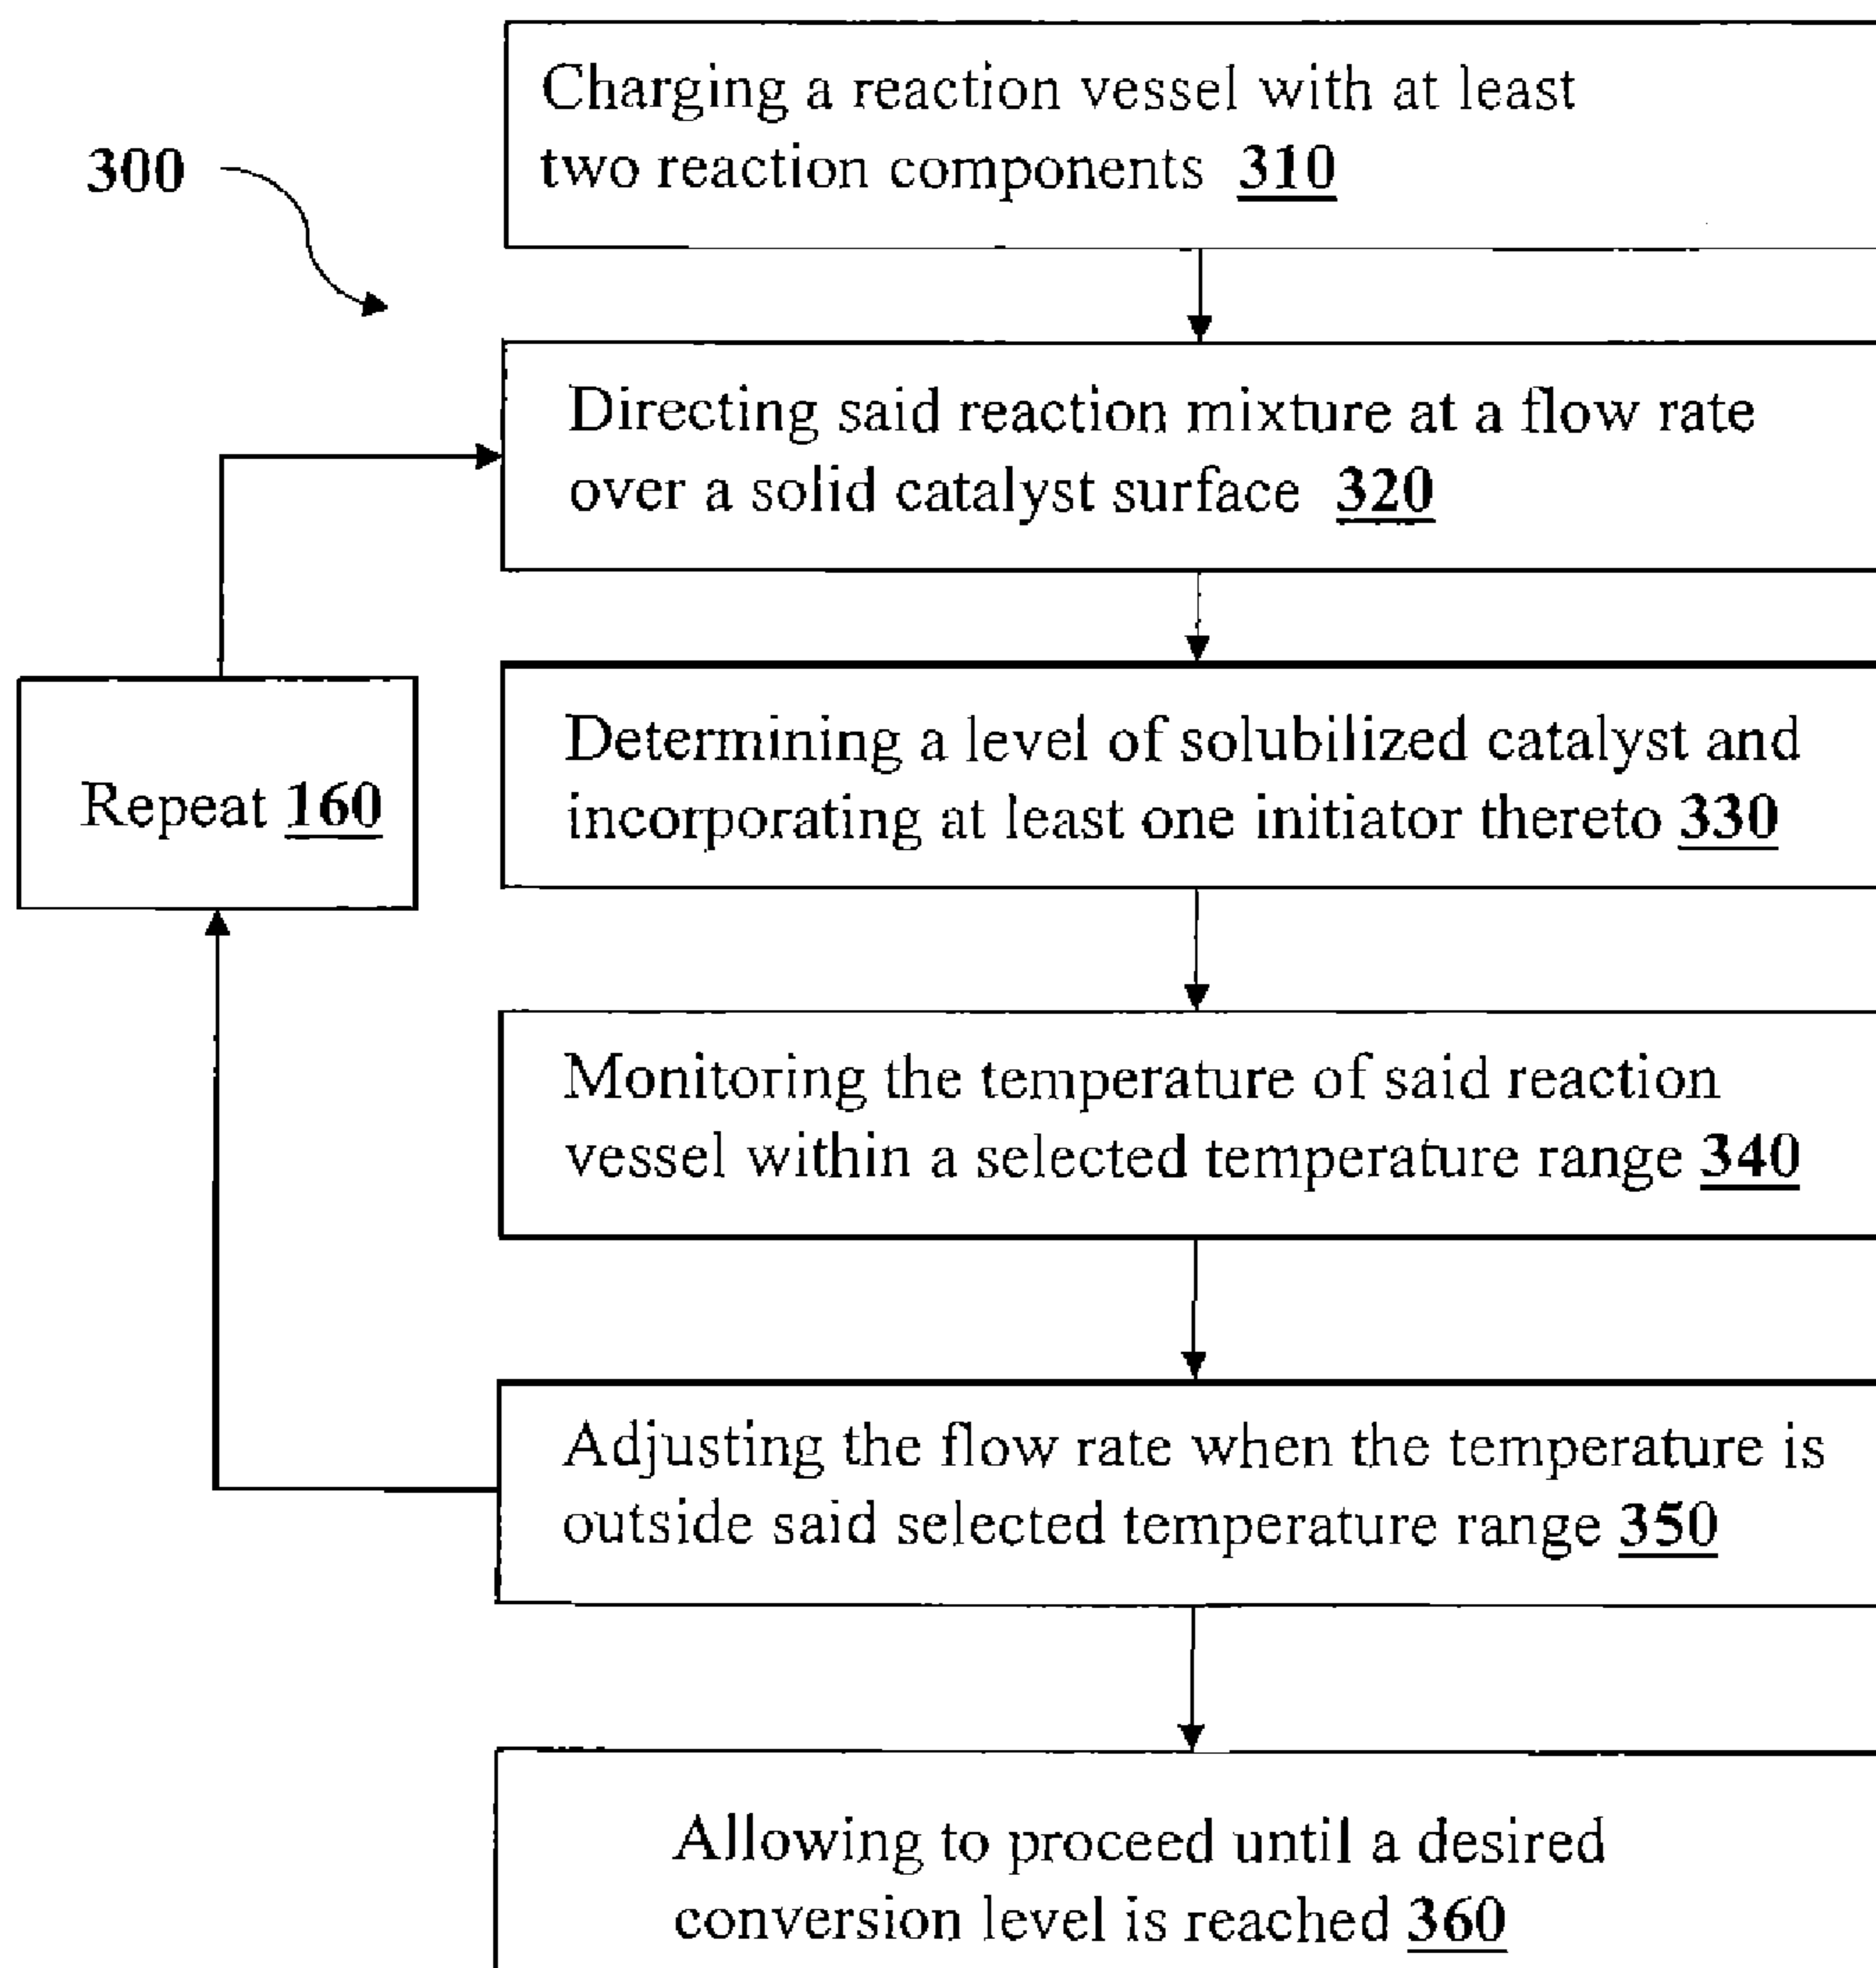 300
Charging a reaction vessel with at least
two reaction components 310
Directing said reaction mixture at a flow rate
over a solid catalyst surface 320
Repeat 160
Determining a level of solubilized catalyst and
incorporating at least one initiator thereto 330
Monitoring the temperature of said reaction
vessel within a selected temperature range 340
Adjusting the flow rate when the temperature is
outside said selected temperature range 350
Allowing to proceed until a desired
conversion level is reached 360